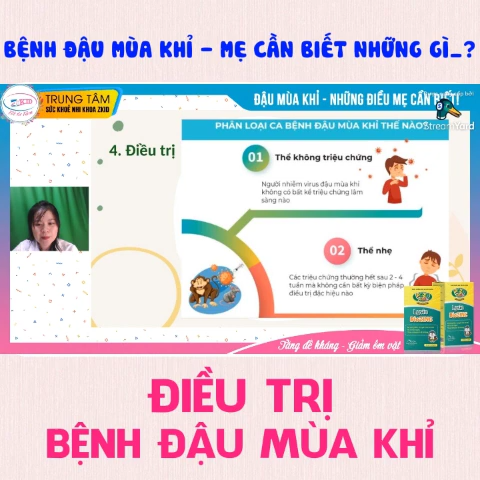 BỆNH ĐẬU MÙA KHỈ – MẸ CẦN BIẾT NHỮNG GÌ...?
ZKID
TRUNG TÂM
SỨC KHOẺ NHI KHOA ZKID
ĐẬU MÙA KHỈ - NHỮNG ĐIỀU MẸ CẦN BIẾT!
StreamYard
PHÂN LOẠI CA BỆNH ĐẬU MÙA KHỈ THẾ NÀO?
4. Điều trị
01 Thể không triệu chứng
Người nhiễm virus đậu mùa khỉ
không có bất kể triệu chứng lâm
sàng nào
02 Thể nhẹ
Các triệu chứng thường hết sau 2 - 4
tuần mà không cần bất kỳ biện pháp
điều trị đặc hiệu nào
Tăng đề kháng - Giảm ốm vặt
ĐIỀU TRỊ
BỆNH ĐẬU MÙA KHỈ